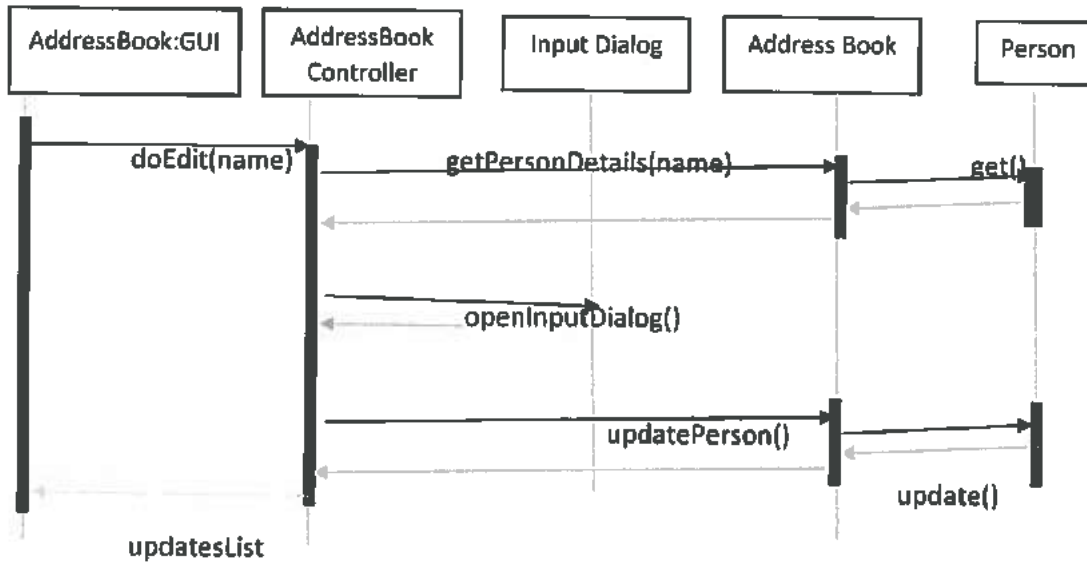 AddressBook:GUI
AddressBook
Controller
Input Dialog
Address Book
Person
doEdit(name)
getPersonDetails(name)
get()
openInputDialog()
updatePerson()
update()
updatesList